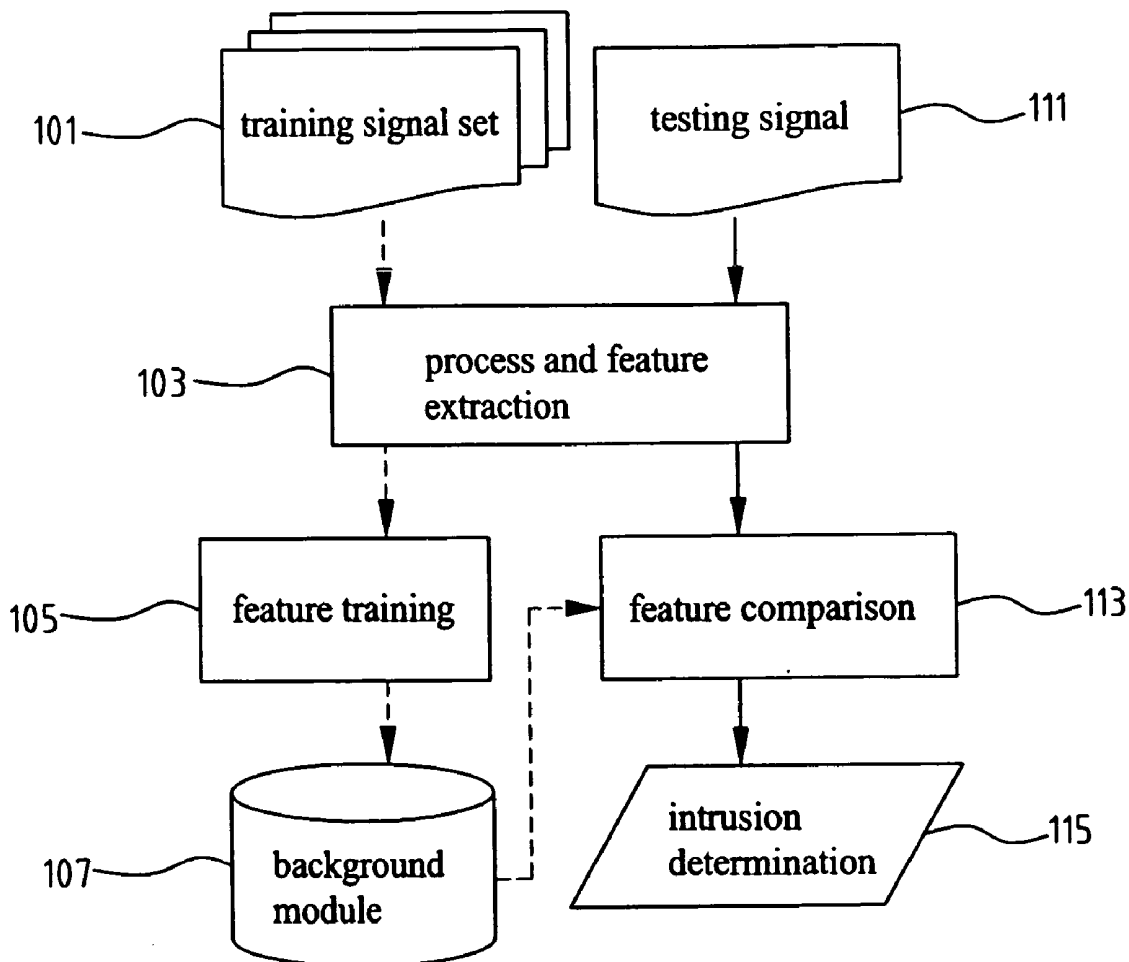 101
training signal set
testing signal
111
103
process and feature
extraction
105
feature training
feature comparison
113
107
background
module
intrusion
determination
115